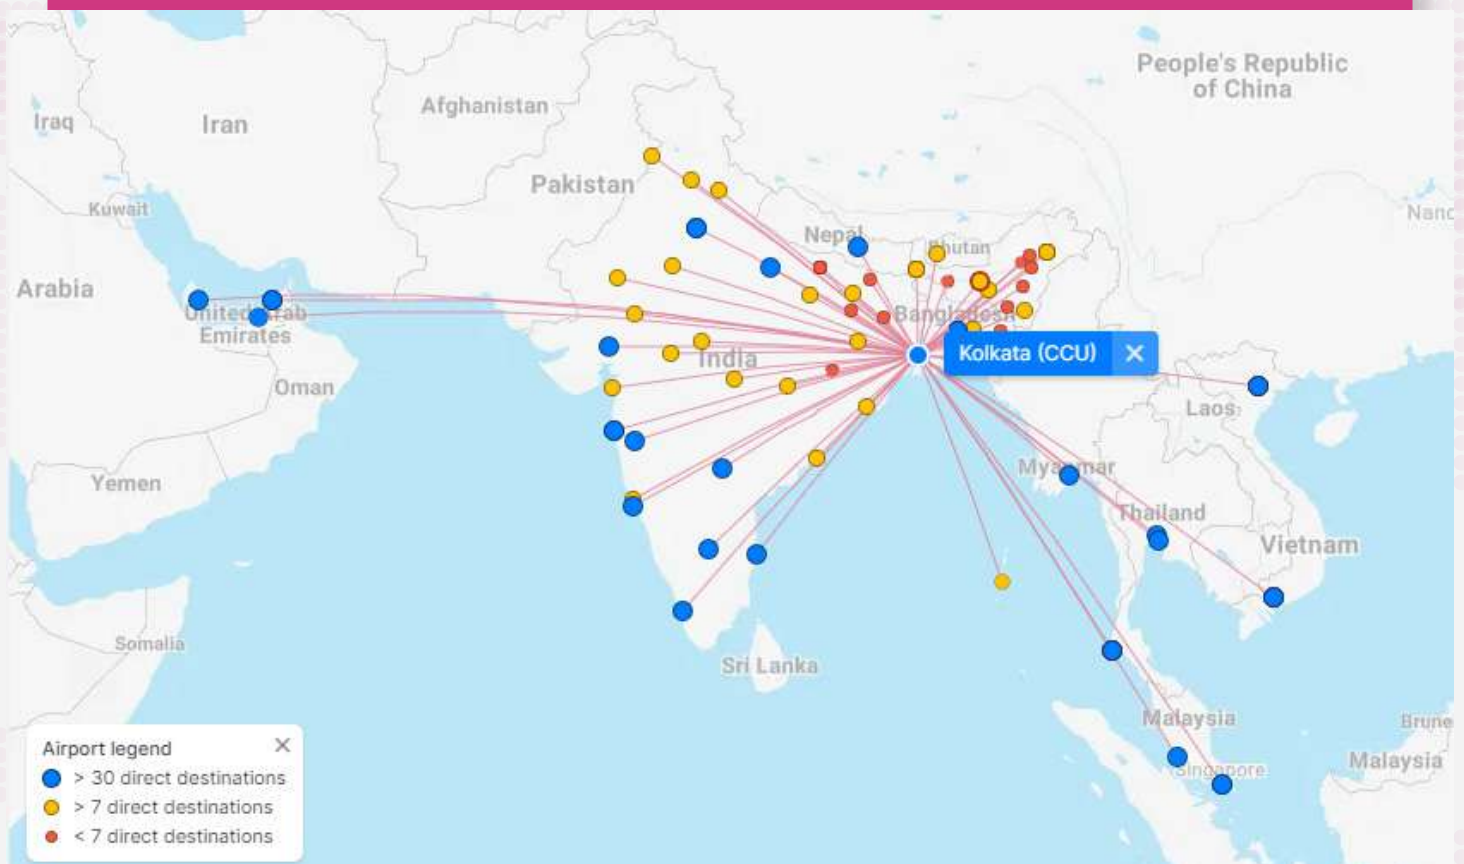 People's Republic
of China
Afghanistan
Iraq
Iran
Pakistan
Kuwait
Nepal
Bhutan
Arabia
United Arab
Emirates
Bangladesh
Kolkata (CCU) ×
India
Oman
Laos
Yemen
Myanmar
Thailand
Vietnam
Somalia
Sri Lanka
Malaysia
Brune
Malaysia
Singapore
Airport legend ×
> 30 direct destinations
> 7 direct destinations
< 7 direct destinations